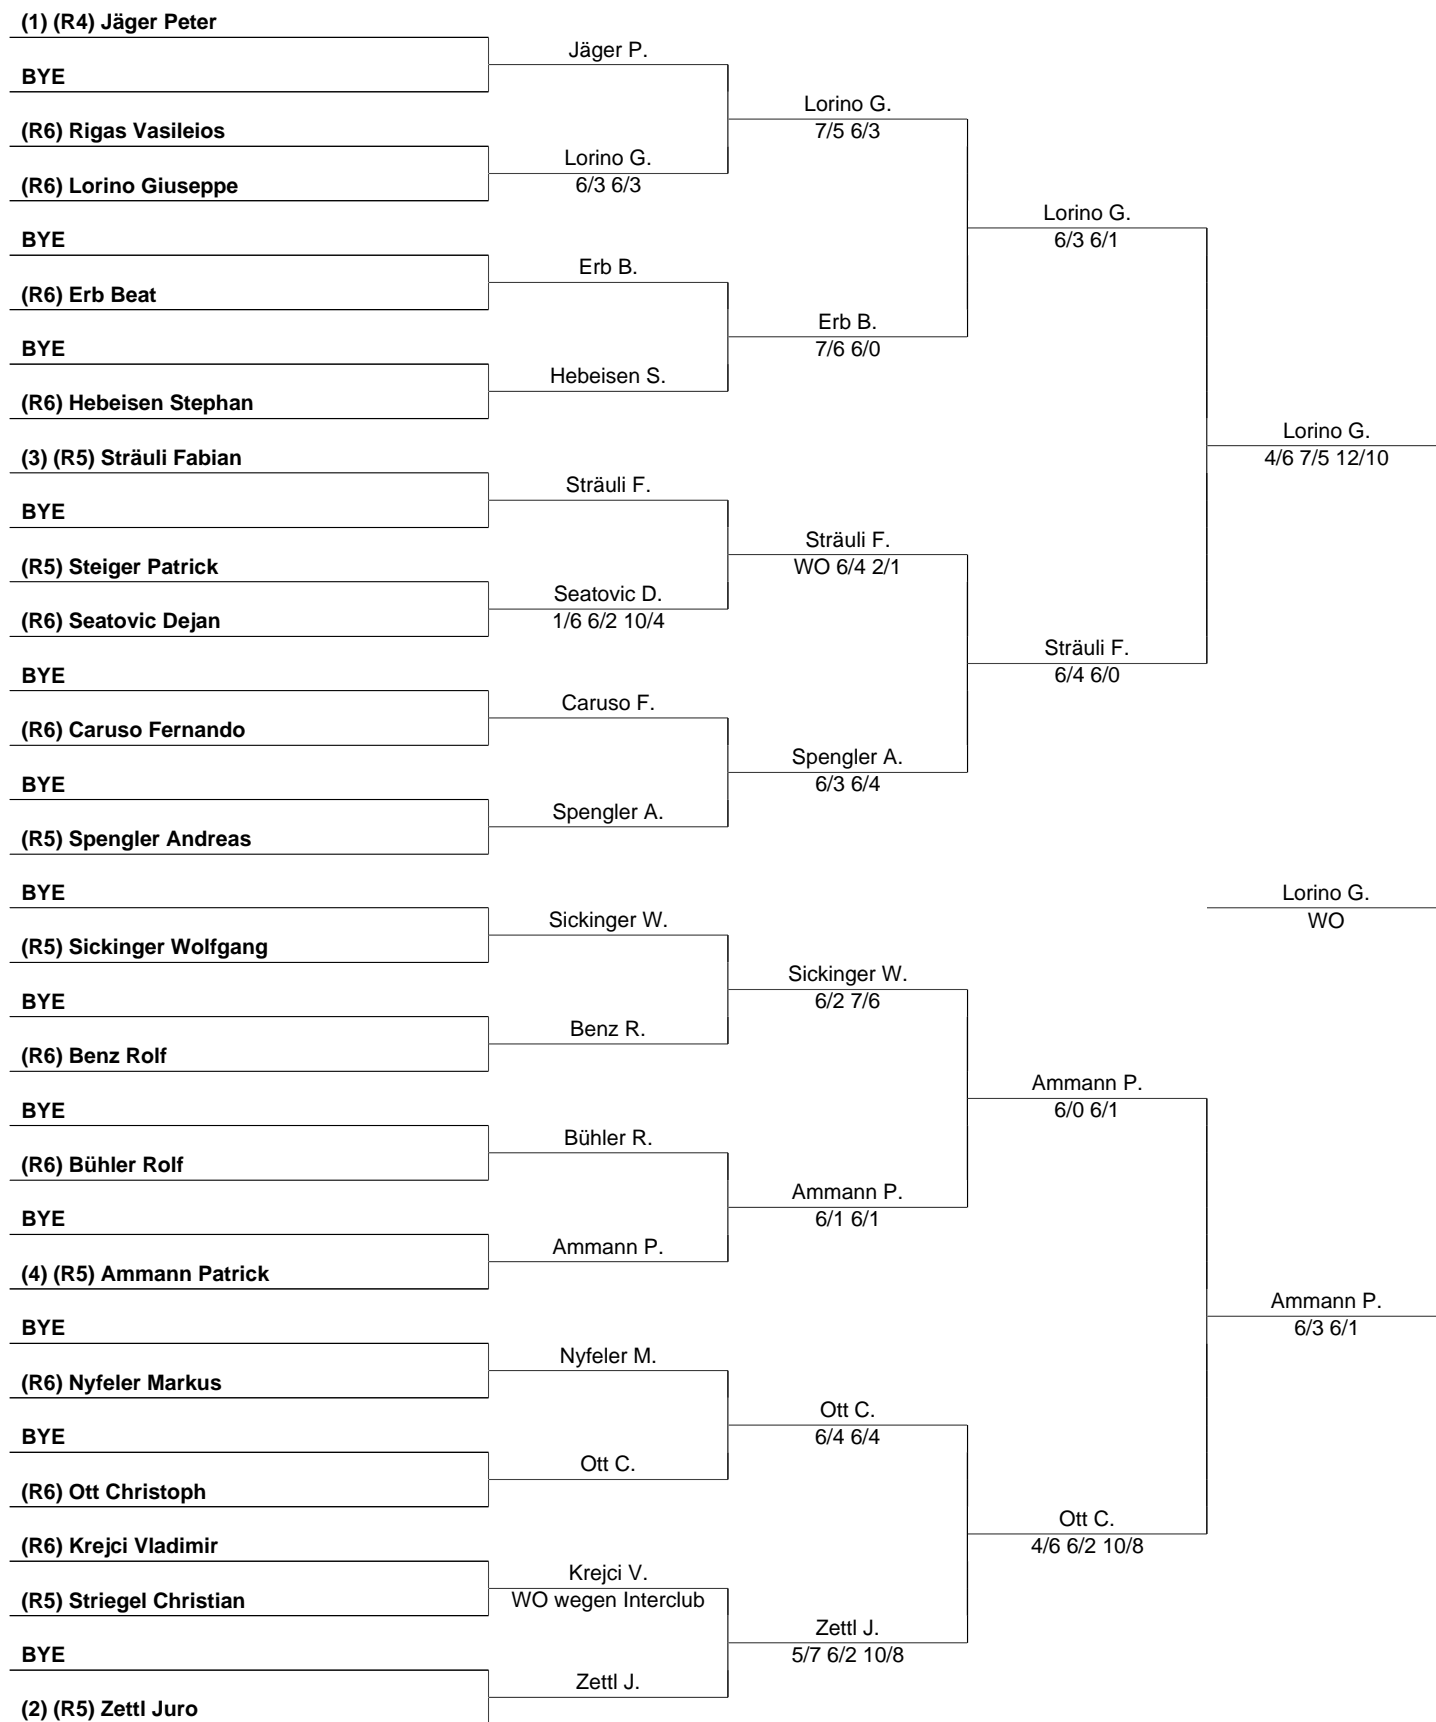 (1) (R4) Jäger Peter
BYE
(R6) Rigas Vasileios
(R6) Lorino Giuseppe
BYE
(R6) Erb Beat
BYE
(R6) Hebeisen Stephan
(3) (R5) Sträuli Fabian
BYE
(R5) Steiger Patrick
(R6) Seatovic Dejan
BYE
(R6) Caruso Fernando
BYE
(R5) Spengler Andreas
BYE
(R5) Sickinger Wolfgang
BYE
(R6) Benz Rolf
BYE
(R6) Bühler Rolf
BYE
(4) (R5) Ammann Patrick
BYE
(R6) Nyfeler Markus
BYE
(R6) Ott Christoph
(R6) Krejci Vladimir
(R5) Striegel Christian
BYE
(2) (R5) Zettl Juro
Jäger P.
Lorino G.
6/3 6/3
Erb B.
Hebeisen S.
Sträuli F.
Seatovic D.
1/6 6/2 10/4
Caruso F.
Spengler A.
Sickinger W.
Benz R.
Bühler R.
Ammann P.
Nyfeler M.
Ott C.
Krejci V.
WO wegen Interclub
Zettl J.
Lorino G.
7/5 6/3
Erb B.
7/6 6/0
Sträuli F.
WO 6/4 2/1
Spengler A.
6/3 6/4
Sickinger W.
6/2 7/6
Ammann P.
6/1 6/1
Ott C.
6/4 6/4
Zettl J.
5/7 6/2 10/8
Lorino G.
6/3 6/1
Sträuli F.
6/4 6/0
Ammann P.
6/0 6/1
Ott C.
4/6 6/2 10/8
Lorino G.
4/6 7/5 12/10
Lorino G.
WO
Ammann P.
6/3 6/1